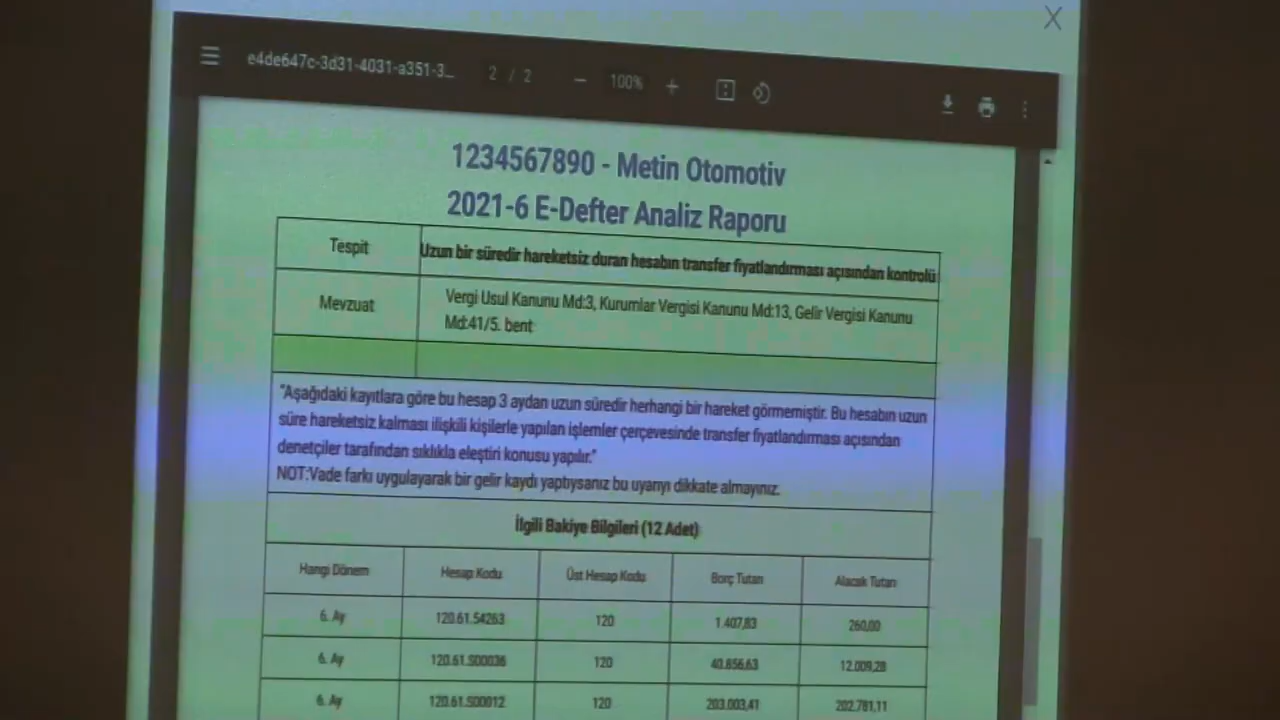 e4de647c-3d31-4031-a351-3...
2 / 2
100%
1234567890 - Metin Otomotiv
2021-6 E-Defter Analiz Raporu
Tespit
Uzun bir süredir hareketsiz duran hesabın transfer fiyatlandırması açısından kontrolü
Mevzuat
Vergi Usul Kanunu Md:3, Kurumlar Vergisi Kanunu Md:13, Gelir Vergisi Kanunu
Md:41/5. bent
"Aşağıdaki kayıtlara göre bu hesap 3 aydan uzun süredir herhangi bir hareket görmemiştir. Bu hesabın uzun
süre hareketsiz kalması ilişkili kişilerle yapılan işlemler çerçevesinde transfer fiyatlandırması açısından
denetçiler tarafından sıklıkla eleştiri konusu yapılır."
NOT:Vade farkı uygulayarak bir gelir kaydı yaptıysanız bu uyarıyı dikkate almayınız.
İlgili Bakiye Bilgileri (12 Adet)
Hangi Dönem Hesap Kodu Üst Hesap Kodu Borç Tutarı Alacak Tutarı
6. Ay 120.61.54263 120 1.407,83 260,00
6. Ay 120.61.S00036 120 40.856,63 12.009,28
6. Ay 120.61.S00012 120 203.003,41 202.781,11